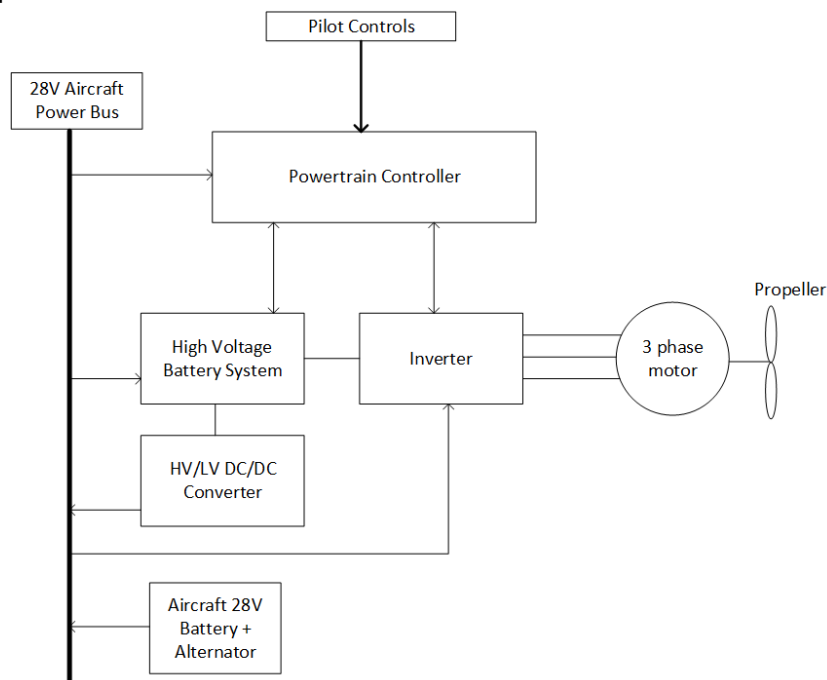 Pilot Controls
28V Aircraft
Power Bus
Powertrain Controller
Propeller
High Voltage
Battery System
Inverter
3 phase
motor
HV/LV DC/DC
Converter
Aircraft 28V
Battery +
Alternator